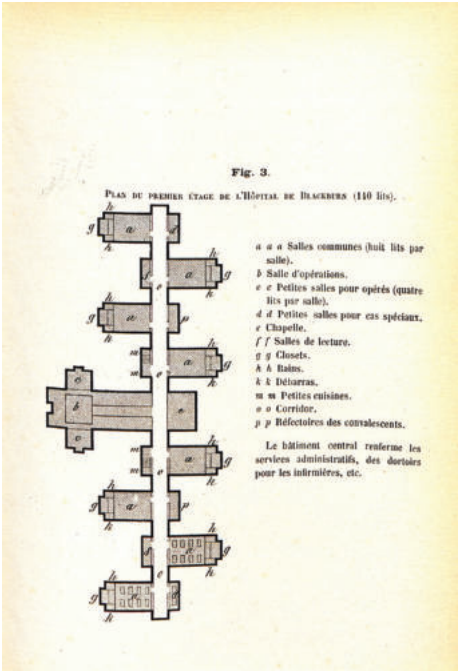 Fig. 3.
PLAN DU PREMIER ÉTAGE DE L'HÔPITAL DE BLACKBURN (140 lits).
a a a Salles communes (huit lits par
salle).
b Salle d'opérations.
c c Petites salles pour opérés (quatre
lits par salle).
d d Petites salles pour cas spéciaux.
e Chapelle.
f f Salles de lecture.
g g Closets.
h h Bains.
k k Débarras.
m m Petites cuisines.
o o Corridor.
p p Réfectoires des convalescents.
Le bâtiment central renferme les
services administratifs, des dortoirs
pour les infirmières, etc.
h
g a d
k
h
a g
o k
h
g a p
k
m h
a g
m o k
c
b e
c
m h
a g
m o k
h
g a p
k
h
a g
o k
h
g
k